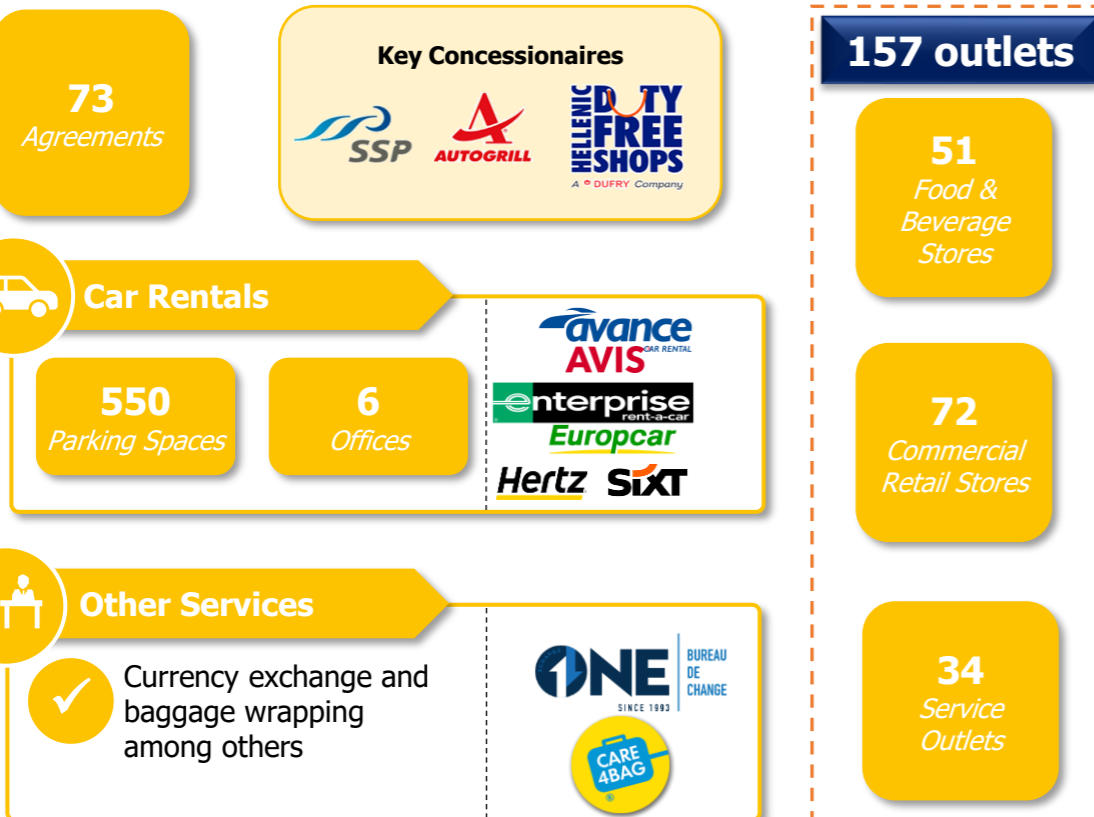 73
Agreements
Key Concessionaires
SSP
AUTOGRILL
HELLENIC
DUTY
FREE
SHOPS
A DUFRY Company
Car Rentals
550
Parking Spaces
6
Offices
avance
CAR RENTAL
AVIS
enterprise
rent-a-car
Europcar
Hertz SIXT
Other Services
Currency exchange and
baggage wrapping
among others
ONE
SINCE 1993
BUREAU
DE
CHANGE
CARE
4BAG
157 outlets
51
Food &
Beverage
Stores
72
Commercial
Retail Stores
34
Service
Outlets